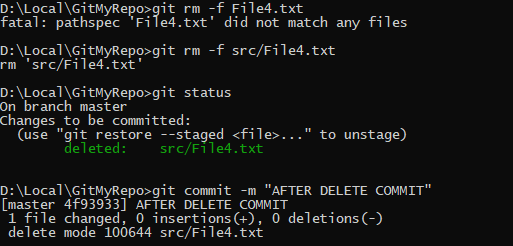 D:\Local\GitMyRepo>git rm -f File4.txt
fatal: pathspec 'File4.txt' did not match any files
D:\Local\GitMyRepo>git rm -f src/File4.txt
rm 'src/File4.txt'
D:\Local\GitMyRepo>git status
On branch master
Changes to be committed:
  (use "git restore --staged <file>..." to unstage)
        deleted:    src/File4.txt
D:\Local\GitMyRepo>git commit -m "AFTER DELETE COMMIT"
[master 4f93933] AFTER DELETE COMMIT
 1 file changed, 0 insertions(+), 0 deletions(-)
 delete mode 100644 src/File4.txt